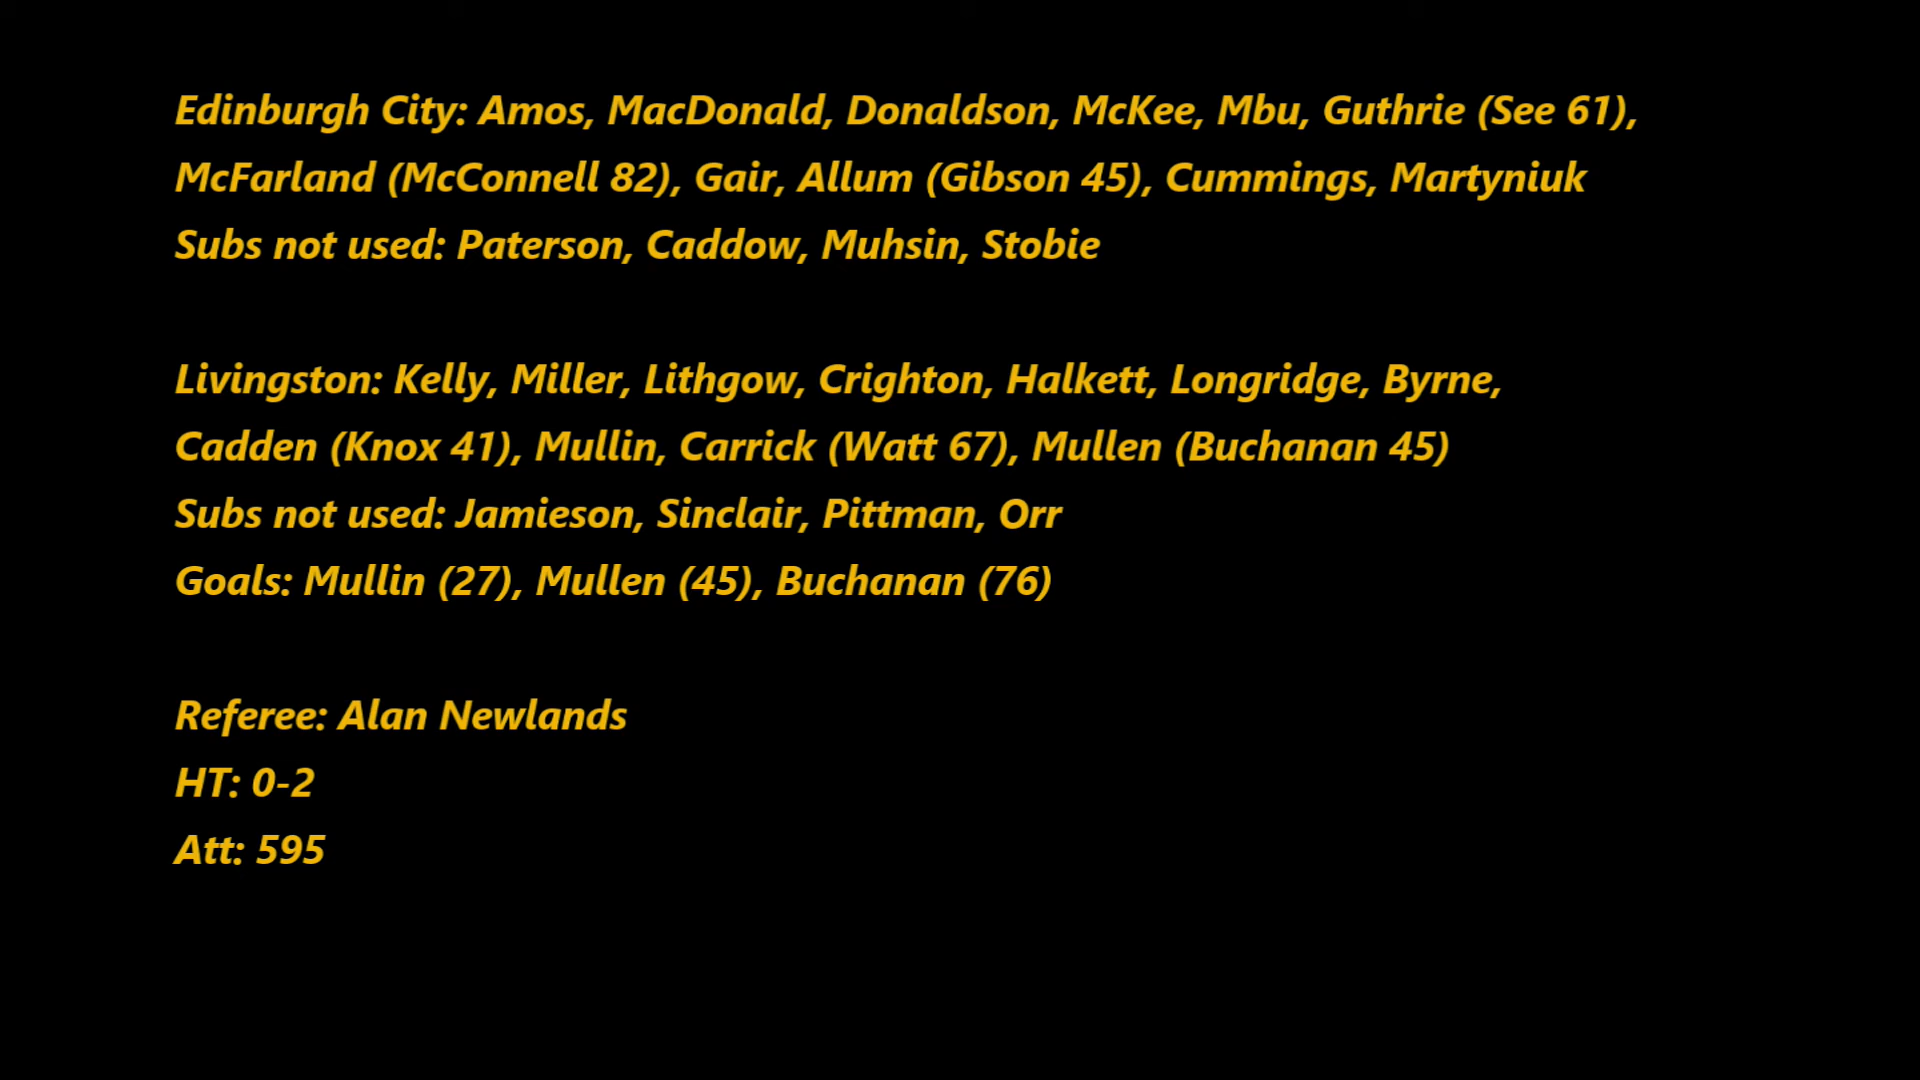 Edinburgh City: Amos, MacDonald, Donaldson, McKee, Mbu, Guthrie (See 61),
McFarland (McConnell 82), Gair, Allum (Gibson 45), Cummings, Martyniuk
Subs not used: Paterson, Caddow, Muhsin, Stobie
Livingston: Kelly, Miller, Lithgow, Crighton, Halkett, Longridge, Byrne,
Cadden (Knox 41), Mullin, Carrick (Watt 67), Mullen (Buchanan 45)
Subs not used: Jamieson, Sinclair, Pittman, Orr
Goals: Mullin (27), Mullen (45), Buchanan (76)
Referee: Alan Newlands
HT: 0-2
Att: 595